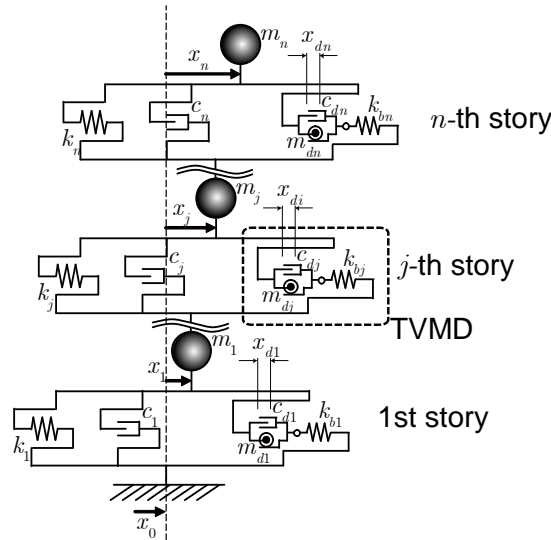 m_n
x_n
x_dn
c_n
c_dn
k_bn
k_n
m_dn
n-th story
m_j
x_j
x_di
c_j
c_dj
k_bj
j-th story
k_j
m_dj
TVMD
m_1
x_1
x_d1
c_1
c_d1
k_b1
1st story
k_1
m_d1
x_0